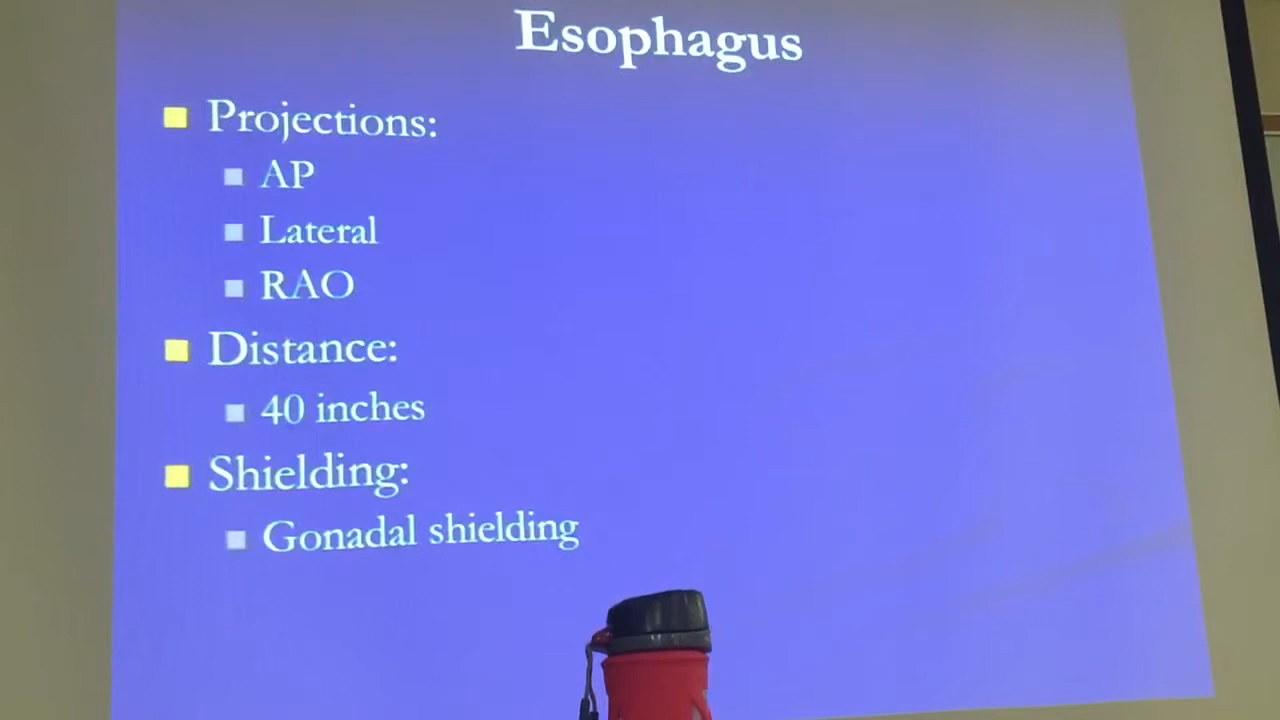 Esophagus
Projections:
AP
Lateral
RAO
Distance:
40 inches
Shielding:
Gonadal shielding